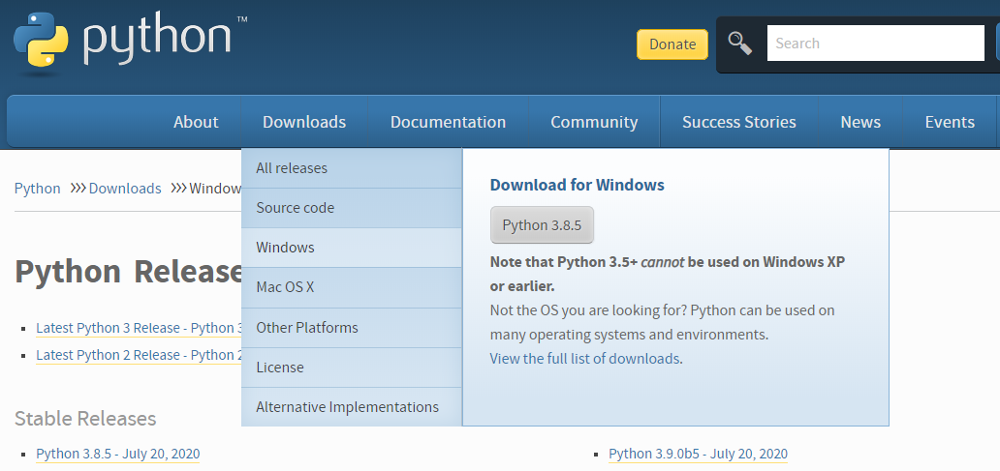 python™
Donate
Search
About Downloads Documentation Community Success Stories News Events
All releases
Source code
Windows
Mac OS X
Other Platforms
License
Alternative Implementations
Download for Windows
Python 3.8.5
Note that Python 3.5+ cannot be used on Windows XP
or earlier.
Not the OS you are looking for? Python can be used on
many operating systems and environments.
View the full list of downloads.
Python >>> Downloads >>> Window
Python Release
Latest Python 3 Release - Python 3
Latest Python 2 Release - Python 2
Stable Releases
Python 3.8.5 - July 20, 2020
Python 3.9.0b5 - July 20, 2020